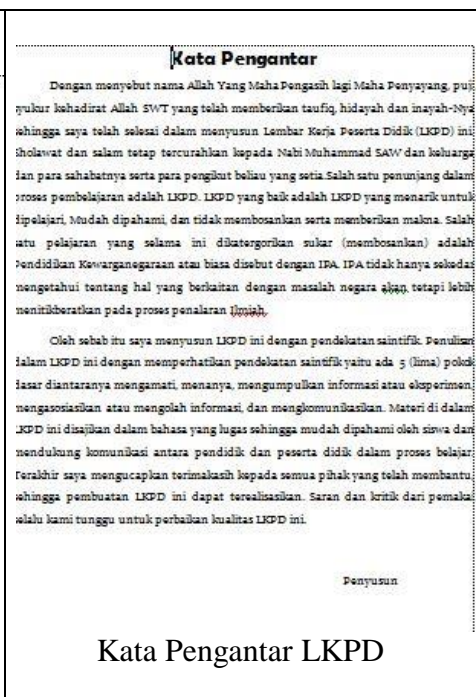 Kata Pengantar
Dengan menyebut nama Allah Yang Maha Pengasih lagi Maha Penyayang, puji
syukur kehadirat Allah SWT yang telah memberikan taufiq, hidayah dan inayah-Nya
sehingga saya telah selesai dalam menyusun Lembar Kerja Peserta Didik (LKPD) ini.
Sholawat dan salam tetap tercurahkan kepada Nabi Muhammad SAW dan keluarga
dan para sahabatnya serta para pengikut beliau yang setia.Salah satu penunjang dalam
proses pembelajaran adalah LKPD. LKPD yang baik adalah LKPD yang menarik untuk
dipelajari, Mudah dipahami, dan tidak membosankan serta memberikan makna. Salah
satu pelajaran yang selama ini dikatergorikan sukar (membosankan) adalah
Pendidikan Kewarganegaraan atau biasa disebut dengan IPA. IPA tidak hanya sekedar
mengetahui tentang hal yang berkaitan dengan masalah negara akan tetapi lebih
menitikberatkan pada proses penalaran Ilmiah.
Oleh sebab itu saya menyusun LKPD ini dengan pendekatan saintifik. Penulisan
dalam LKPD ini dengan memperhatikan pendekatan saintifik yaitu ada 5 (lima) pokok
dasar diantaranya mengamati, menanya, mengumpulkan informasi atau eksperimen,
mengasosiasikan atau mengolah informasi, dan mengkomunikasikan. Materi di dalam
LKPD ini disajikan dalam bahasa yang lugas sehingga mudah dipahami oleh siswa dan
mendukung komunikasi antara pendidik dan peserta didik dalam proses belajar.
Terakhir saya mengucapkan terimakasih kepada semua pihak yang telah membantu
sehingga pembuatan LKPD ini dapat terealisasikan. Saran dan kritik dari pemakai
selalu kami tunggu untuk perbaikan kualitas LKPD ini.
Penyusun
Kata Pengantar LKPD